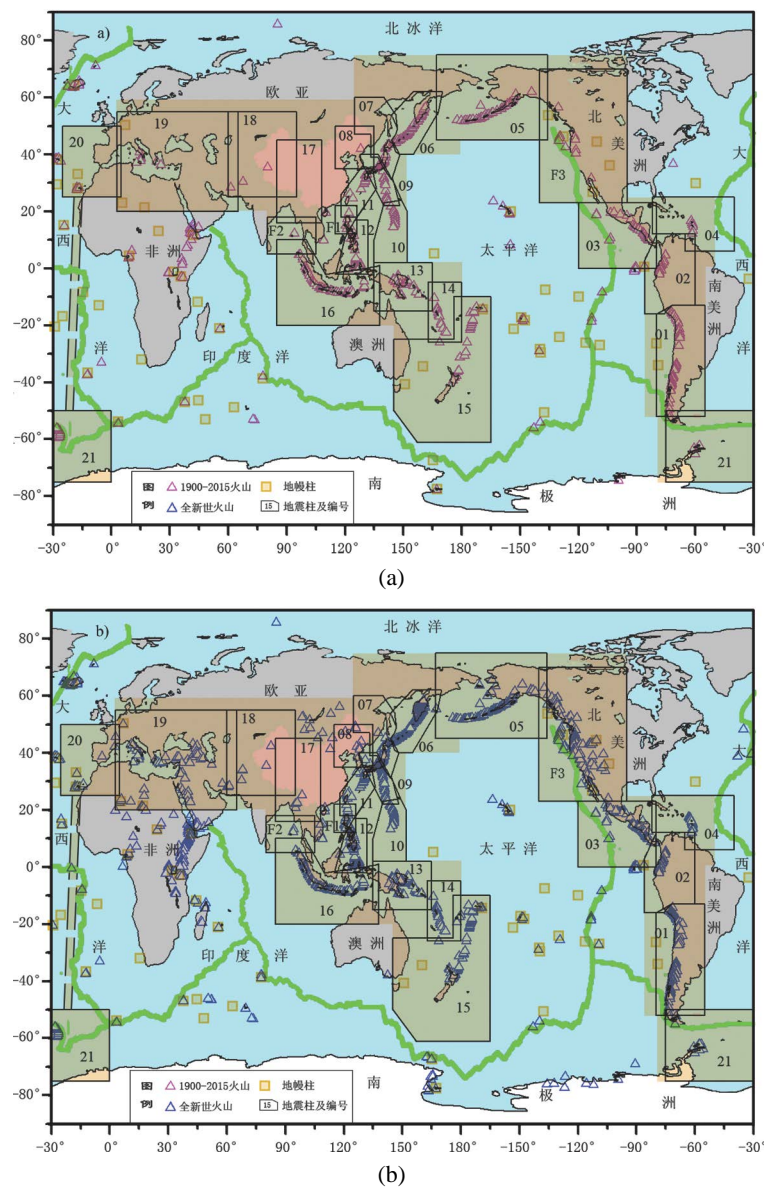 a)
北冰洋
80°
60°
40°
20°
0°
-20°
-40°
-60°
-80°
大
西
洋
欧亚
非洲
印度洋
太平洋
澳洲
北
美
洲
南
美
洲
大
西
洋
南极洲
20
19
18
17
08
07
06
05
F3
09
F2
F1
11
12
10
03
04
02
01
13
14
16
15
21
21
图例
1900-2015火山
地幔柱
全新世火山
15 地震柱及编号
-30° 0° 30° 60° 90° 120° 150° 180° -150° -120° -90° -60° -30°
(a)
b)
北冰洋
80°
60°
40°
20°
0°
-20°
-40°
-60°
-80°
大
西
洋
欧亚
非洲
印度洋
太平洋
澳洲
北
美
洲
南
美
洲
大
西
洋
南极洲
20
19
18
17
08
07
06
05
F3
09
F2
F1
11
12
10
03
04
02
01
13
14
16
15
21
21
图例
1900-2015火山
地幔柱
全新世火山
15 地震柱及编号
-30° 0° 30° 60° 90° 120° 150° 180° -150° -120° -90° -60° -30°
(b)